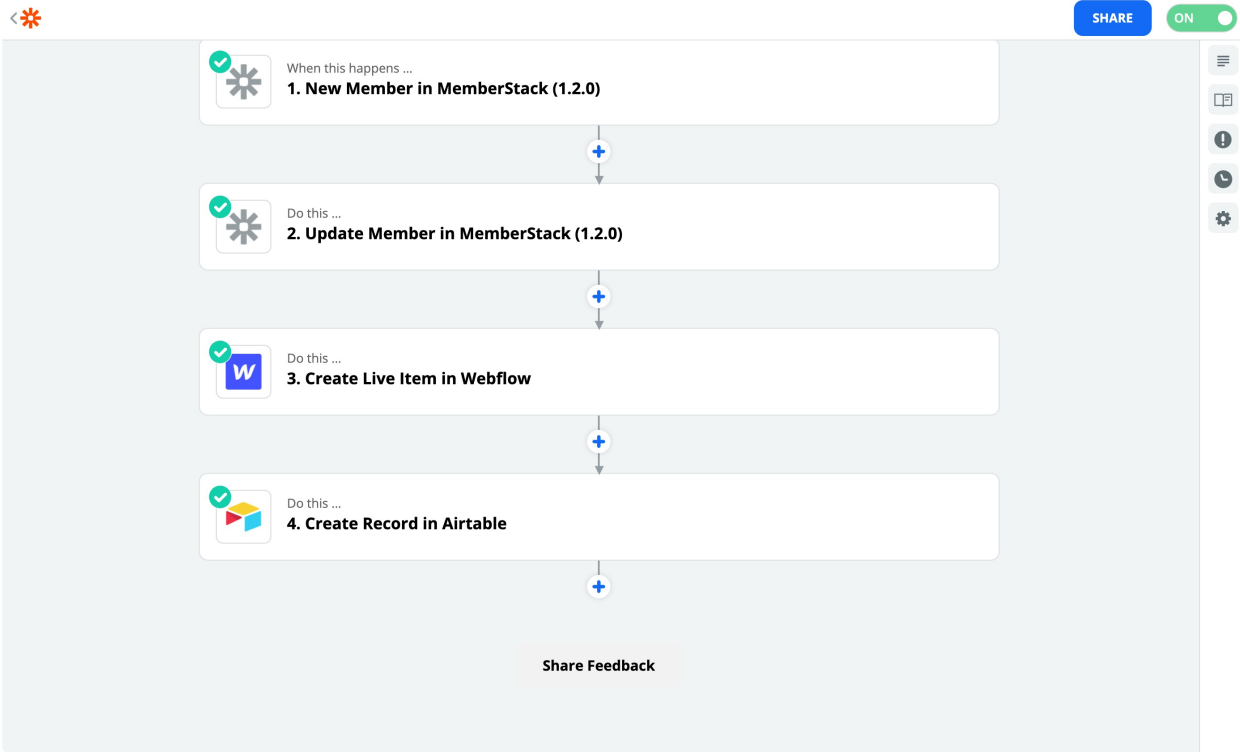 SHARE
ON
When this happens ...
1. New Member in MemberStack (1.2.0)
Do this ...
2. Update Member in MemberStack (1.2.0)
Do this ...
3. Create Live Item in Webflow
Do this ...
4. Create Record in Airtable
Share Feedback